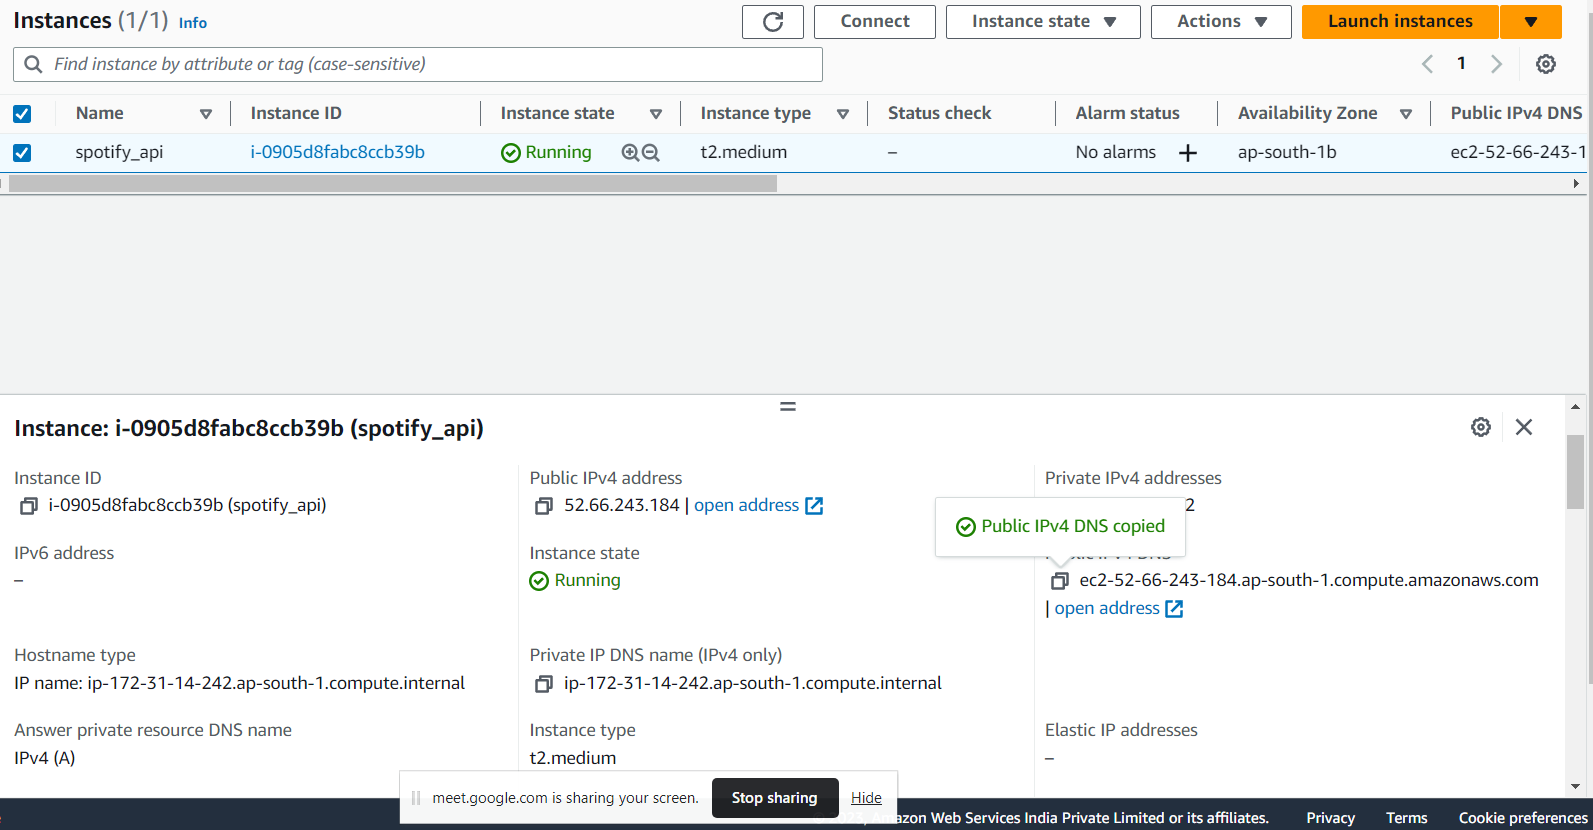 Instances (1/1) Info
Connect
Instance state
Actions
Launch instances
Find instance by attribute or tag (case-sensitive)
1
Name
Instance ID
Instance state
Instance type
Status check
Alarm status
Availability Zone
Public IPv4 DNS
spotify_api
i-0905d8fabc8ccb39b
Running
t2.medium
–
No alarms
ap-south-1b
ec2-52-66-243-1
Instance: i-0905d8fabc8ccb39b (spotify_api)
Instance ID
i-0905d8fabc8ccb39b (spotify_api)
Public IPv4 address
52.66.243.184 | open address
Private IPv4 addresses
2
Public IPv4 DNS copied
IPv6 address
–
Instance state
Running
ec2-52-66-243-184.ap-south-1.compute.amazonaws.com
| open address
Hostname type
IP name: ip-172-31-14-242.ap-south-1.compute.internal
Private IP DNS name (IPv4 only)
ip-172-31-14-242.ap-south-1.compute.internal
Answer private resource DNS name
IPv4 (A)
Instance type
t2.medium
Elastic IP addresses
–
meet.google.com is sharing your screen.
Stop sharing
Hide
Web Services India Private Limited or its affiliates.
Privacy
Terms
Cookie preferences